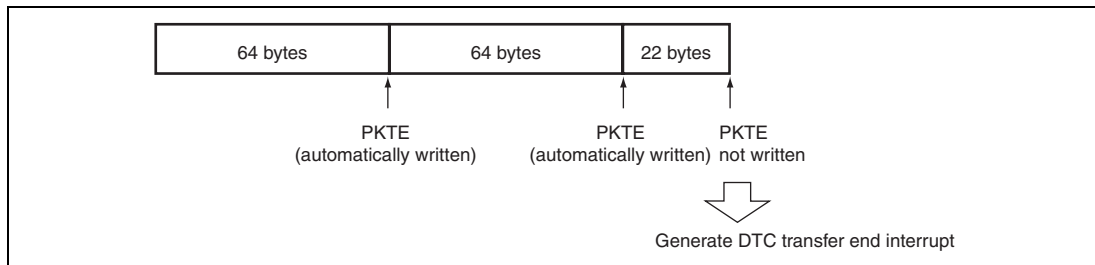 64 bytes
64 bytes
22 bytes
PKTE
(automatically written)
PKTE
(automatically written)
PKTE
not written
Generate DTC transfer end interrupt